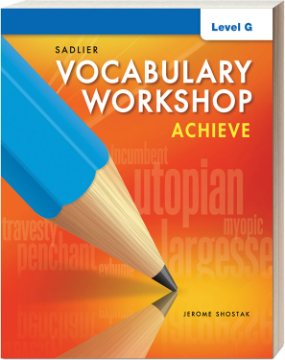 Level G
SADLIER
VOCABULARY
WORKSHOP
ACHIEVE
incumbent
utopian
travesty
myopic
penchant
largesse
JEROME SHOSTAK